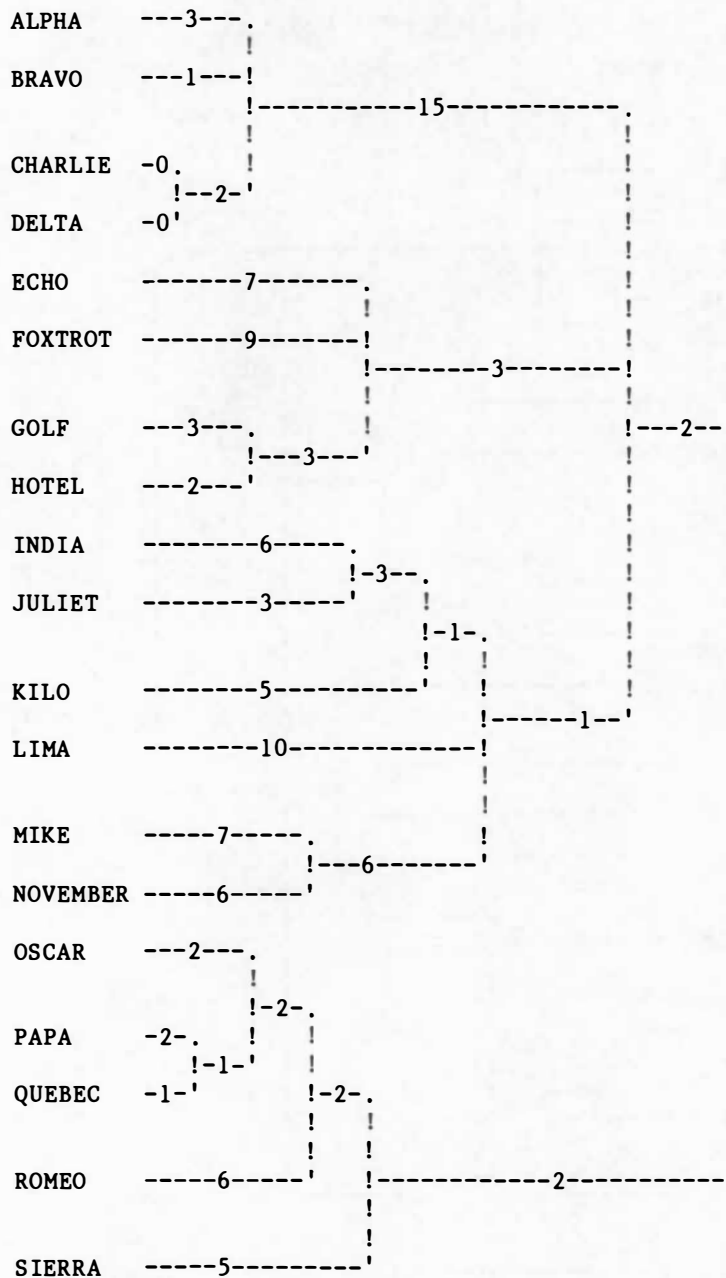 ALPHA ---3---.
!
BRAVO ---1---!
!------------15-------------.
! !
CHARLIE -0. ! !
!--2-' !
DELTA -0' !
!
ECHO -------7-------. !
! !
FOXTROT -------9-------! !
!---------3--------!
! !
GOLF ---3---. ! !---2--
!---3---' !
HOTEL ---2---' !
!
INDIA --------6-----. !
!-3--. !
JULIET --------3-----' ! !
!-1-. !
! ! !
KILO --------5----------' ! !
!------1--'
LIMA --------10-------------!
!
!
MIKE -----7-----. !
!---6-------'
NOVEMBER -----6-----'
OSCAR ---2---.
!
!-2-.
PAPA -2-. ! !
!-1-' !
QUEBEC -1-' !-2-.
! !
! !
ROMEO -----6-----' !------------2-----------
!
!
SIERRA -----5---------'